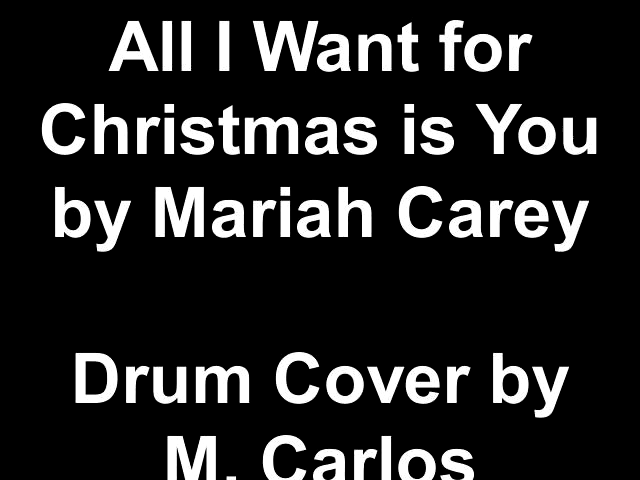 All I Want for
Christmas is You
by Mariah Carey
Drum Cover by
M. Carlos